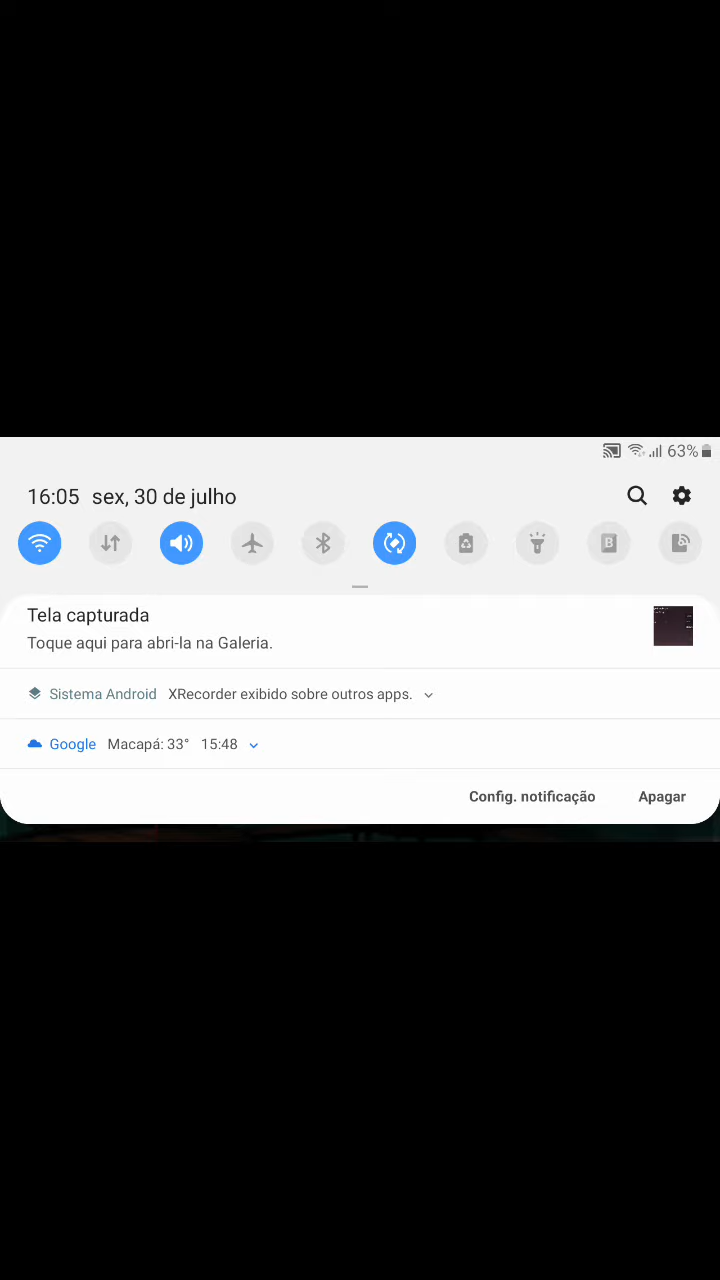 63%
16:05 sex, 30 de julho
B
Tela capturada
Toque aqui para abri-la na Galeria.
Sistema Android XRecorder exibido sobre outros apps.
Google Macapá: 33° 15:48
Config. notificação Apagar